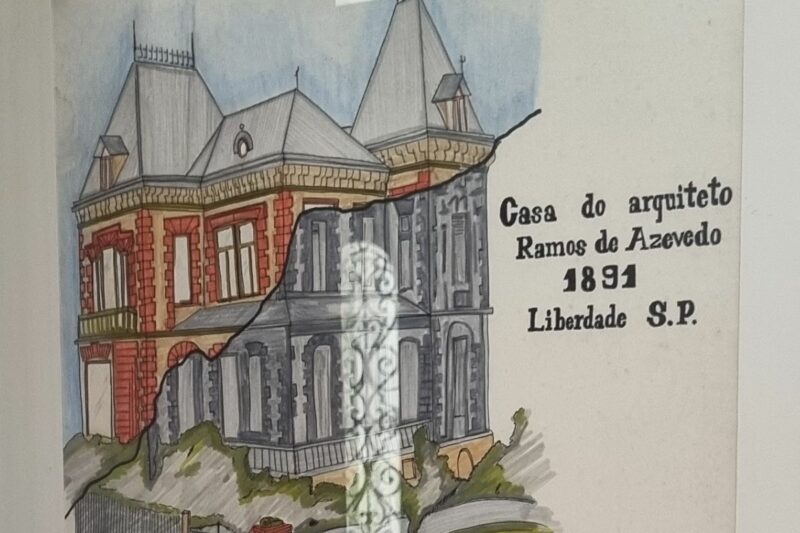 Casa do arquiteto
Ramos de Azevedo
1891
Liberdade S.P.